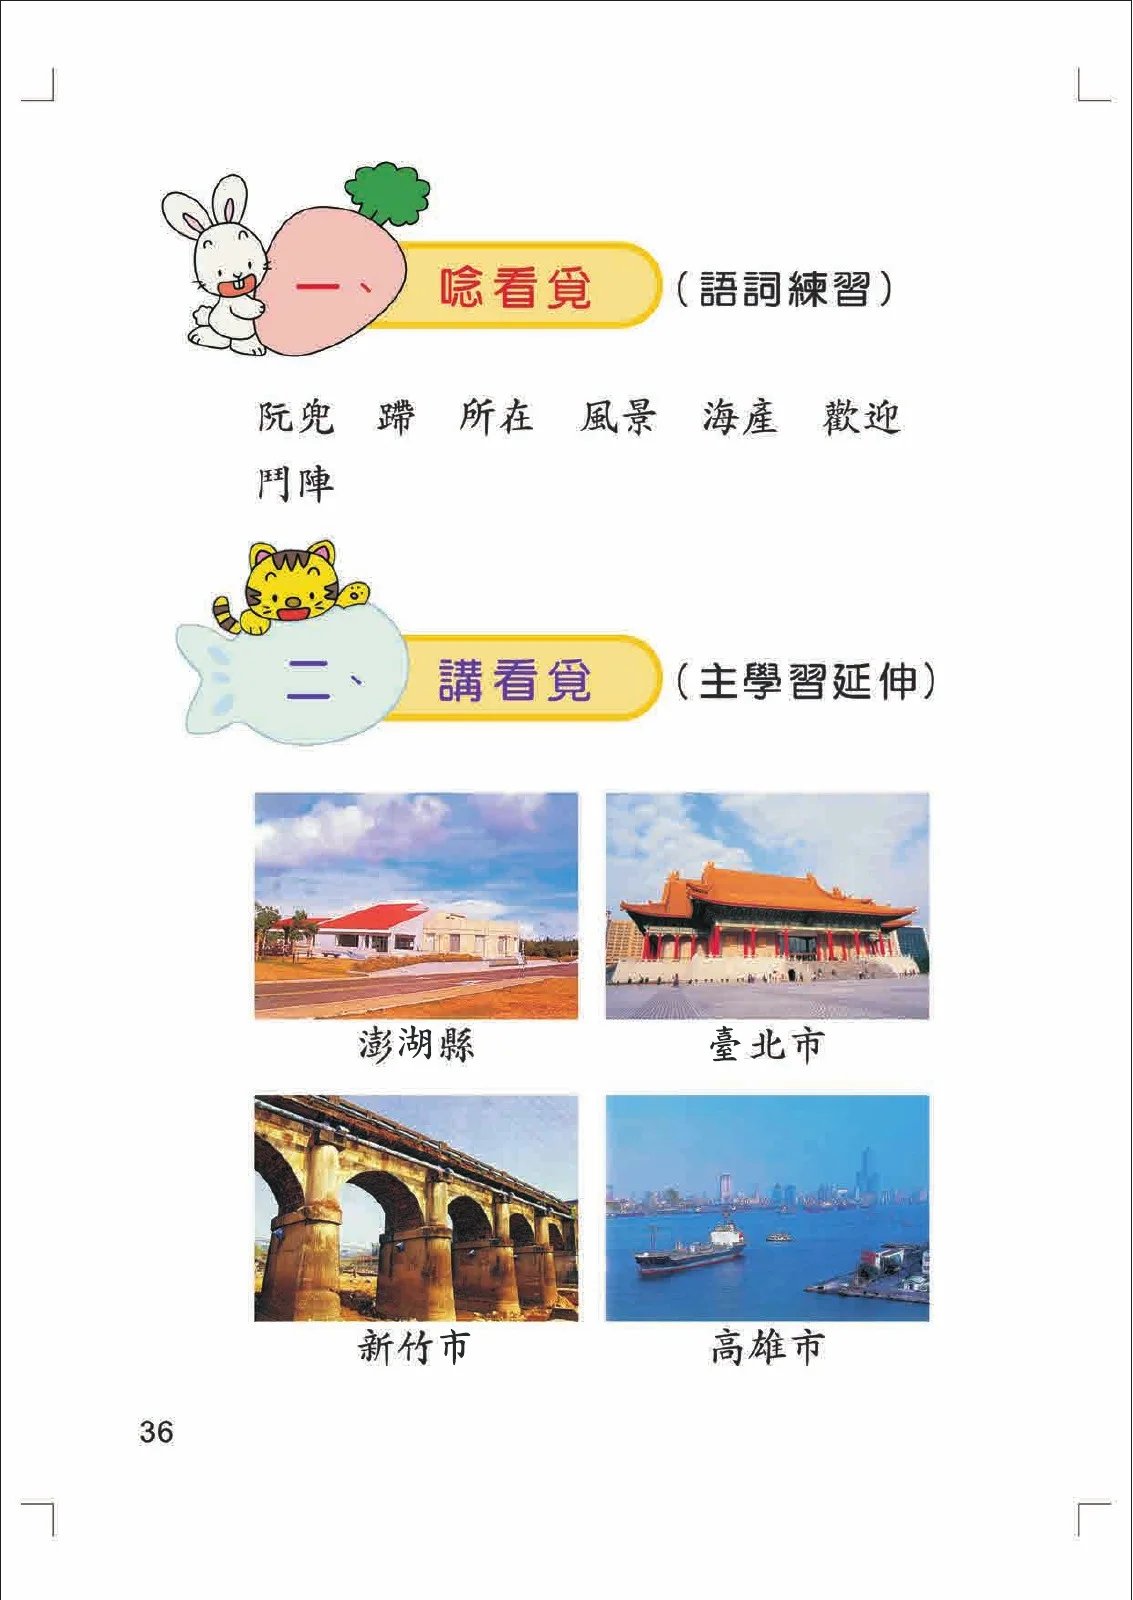 一、 唸看覓 (語詞練習)
阮兜 蹛 所在 風景 海產 歡迎
鬥陣
二、 講看覓 (主學習延伸)
澎湖縣 臺北市
新竹市 高雄市
36